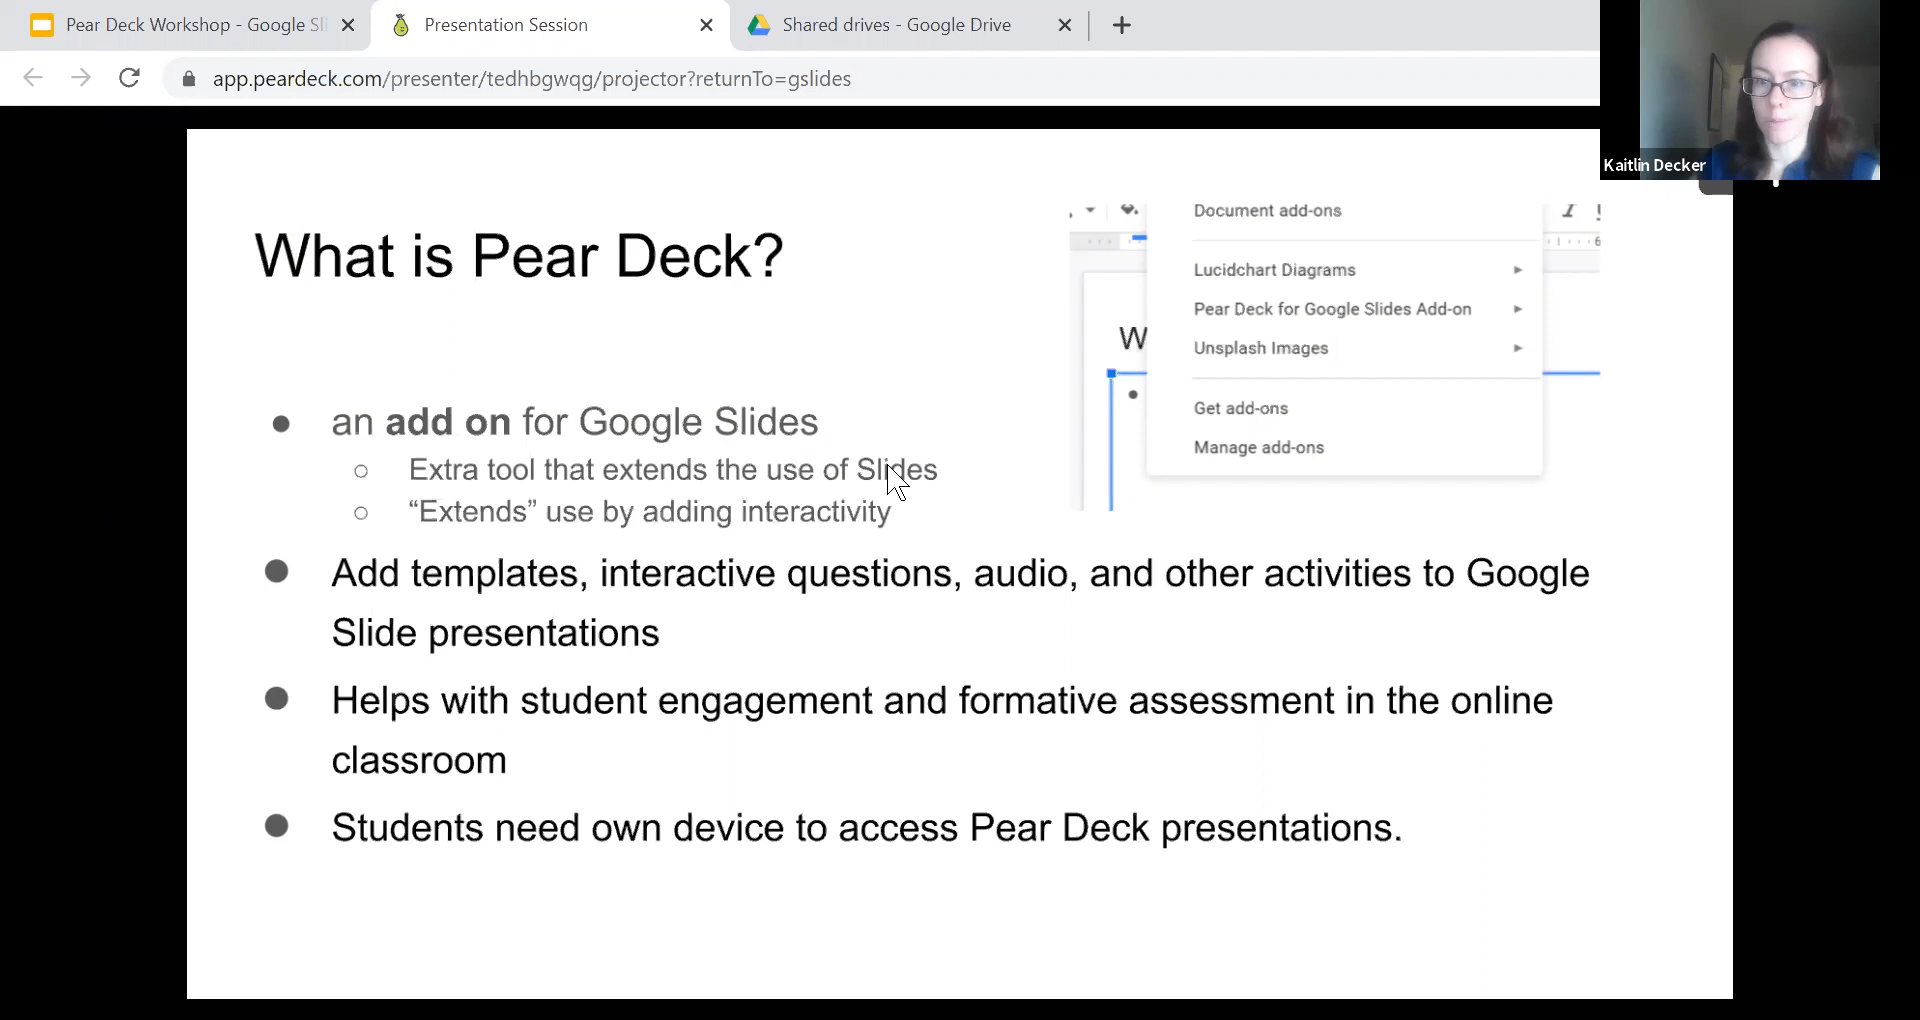 Pear Deck Workshop - Google Sli
Presentation Session
Shared drives - Google Drive
app.peardeck.com/presenter/tedhbgwqg/projector?returnTo=gslides
Kaitlin Decker
What is Pear Deck?
Document add-ons
Lucidchart Diagrams
Pear Deck for Google Slides Add-on
Unsplash Images
Get add-ons
Manage add-ons
I
6
W
● an add on for Google Slides
○ Extra tool that extends the use of Slides
○ “Extends” use by adding interactivity
● Add templates, interactive questions, audio, and other activities to Google
Slide presentations
● Helps with student engagement and formative assessment in the online
classroom
● Students need own device to access Pear Deck presentations.